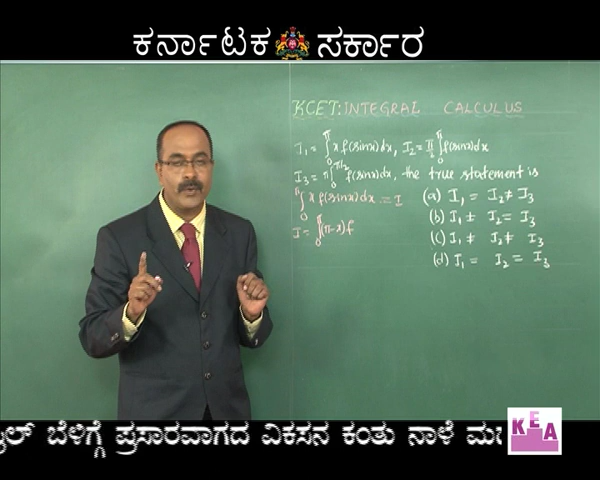 ಕರ್ನಾಟಕ ಸರ್ಕಾರ
KCET: INTEGRAL CALCULUS
I₁ = ∫₀^π x f(sinx)dx, I₂ = π/2 ∫₀^π f(sinx)dx
I₃ = π∫₀^π/₂ f(sinx)dx, the true statement is
∫₀^π x f(sinx)dx = I
(a) I₁ = I₂ ≠ I₃
I = ∫₀^π (π-x)f
(b) I₁ ≠ I₂ = I₃
(c) I₁ ≠ I₂ ≠ I₃
(d) I₁ = I₂ = I₃
ಬೆಳಿಗ್ಗೆ ಪ್ರಸಾರವಾಗದ ವಿಕಸನ ಕಂತು ನಾಳೆ
KEA